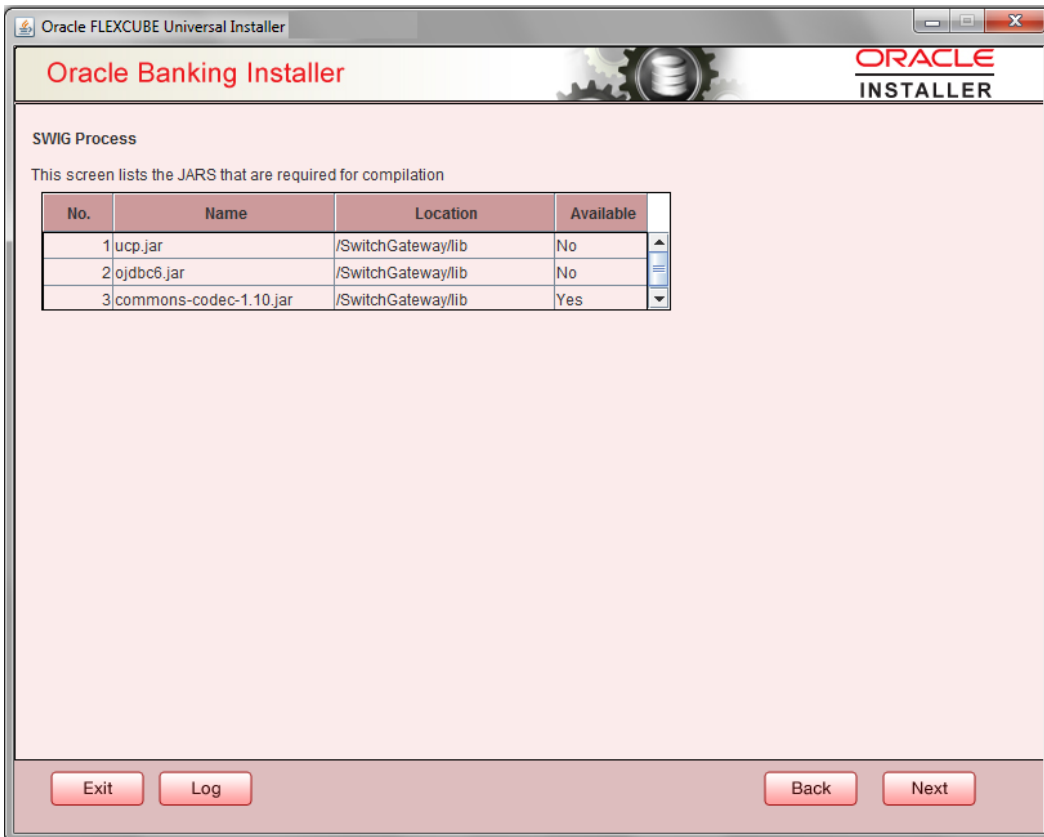 Oracle FLEXCUBE Universal Installer
Oracle Banking Installer
ORACLE
INSTALLER
SWIG Process
This screen lists the JARS that are required for compilation
No. Name Location Available
1 ucp.jar /SwitchGateway/lib No
2 ojdbc6.jar /SwitchGateway/lib No
3 commons-codec-1.10.jar /SwitchGateway/lib Yes
Exit Log Back Next